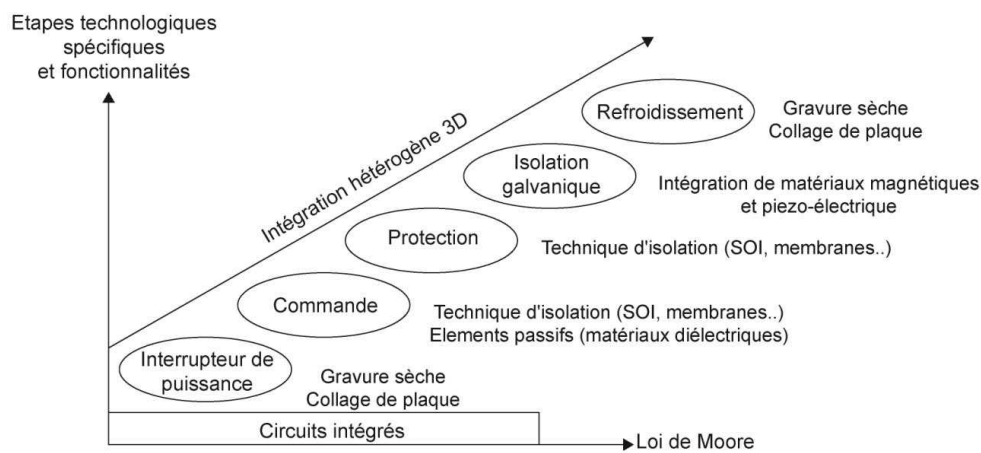 Etapes technologiques
spécifiques
et fonctionnalités
Intégration hétérogène 3D
Refroidissement
Gravure sèche
Collage de plaque
Isolation
galvanique
Intégration de matériaux magnétiques
et piezo-électrique
Protection
Technique d'isolation (SOI, membranes..)
Commande
Technique d'isolation (SOI, membranes..)
Elements passifs (matériaux diélectriques)
Interrupteur de
puissance
Gravure sèche
Collage de plaque
Circuits intégrés
Loi de Moore